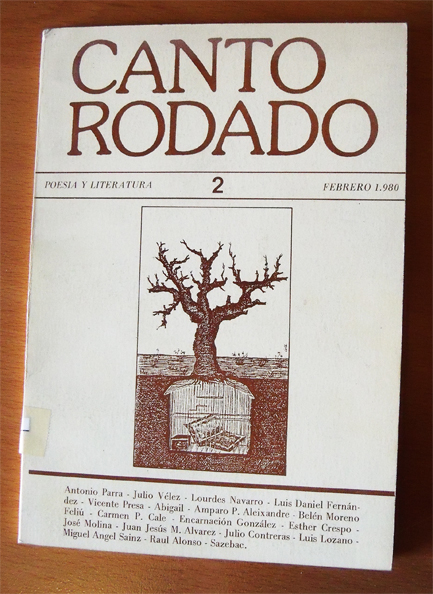 CANTO
RODADO
POESIA Y LITERATURA 2 FEBRERO 1.980
Antonio Parra - Julio Vélez - Lourdes Navarro - Luis Daniel Fernán-
dez - Vicente Presa - Abigail - Amparo P. Aleixandre - Belén Moreno
Feliú - Carmen P. Cale - Encarnación González - Esther Crespo -
José Molina - Juan Jesús M. Alvarez - Julio Contreras - Luis Lozano -
Miguel Angel Sainz - Raul Alonso - Sazebac.